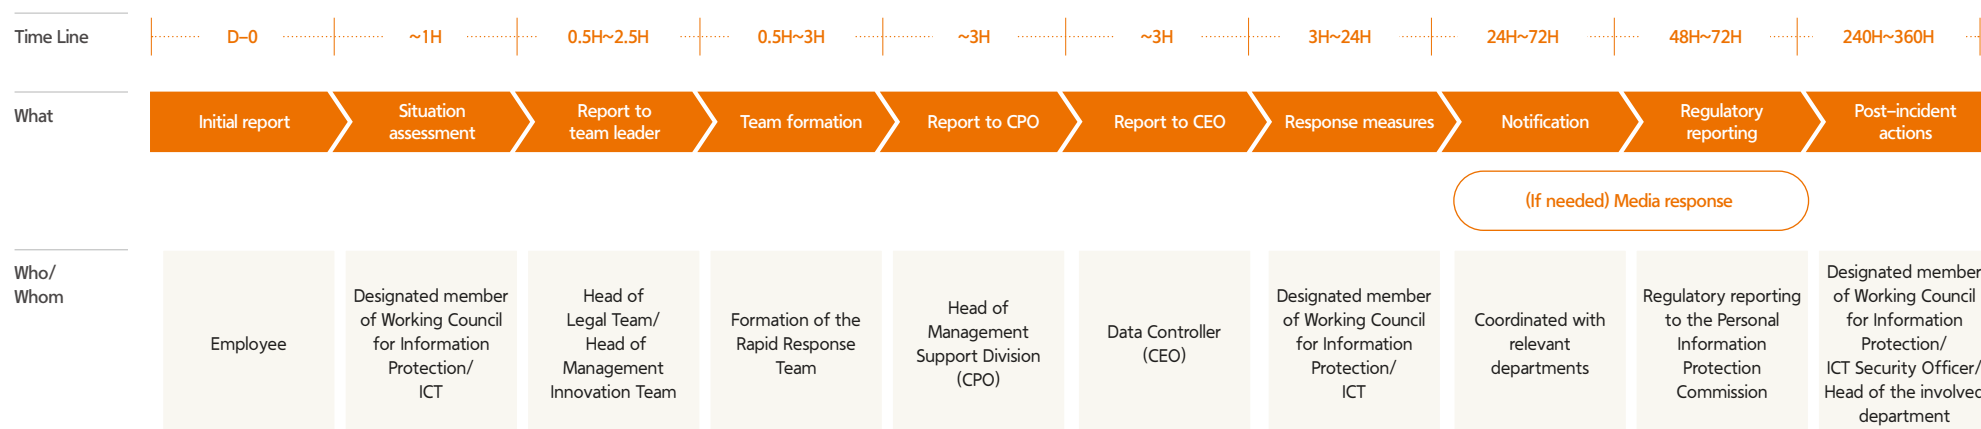 Time Line
D–0
~1H
0.5H~2.5H
0.5H~3H
~3H
~3H
3H~24H
24H~72H
48H~72H
240H~360H
What
Initial report
Situation
assessment
Report to
team leader
Team formation
Report to CPO
Report to CEO
Response measures
Notification
Regulatory
reporting
Post–incident
actions
(If needed) Media response
Who/
Whom
Employee
Designated member
of Working Council
for Information
Protection/
ICT
Head of
Legal Team/
Head of
Management
Innovation Team
Formation of the
Rapid Response
Team
Head of
Management
Support Division
(CPO)
Data Controller
(CEO)
Designated member
of Working Council
for Information
Protection/
ICT
Coordinated with
relevant
departments
Regulatory reporting
to the Personal
Information
Protection
Commission
Designated member
of Working Council
for Information
Protection/
ICT Security Officer/
Head of the involved
department